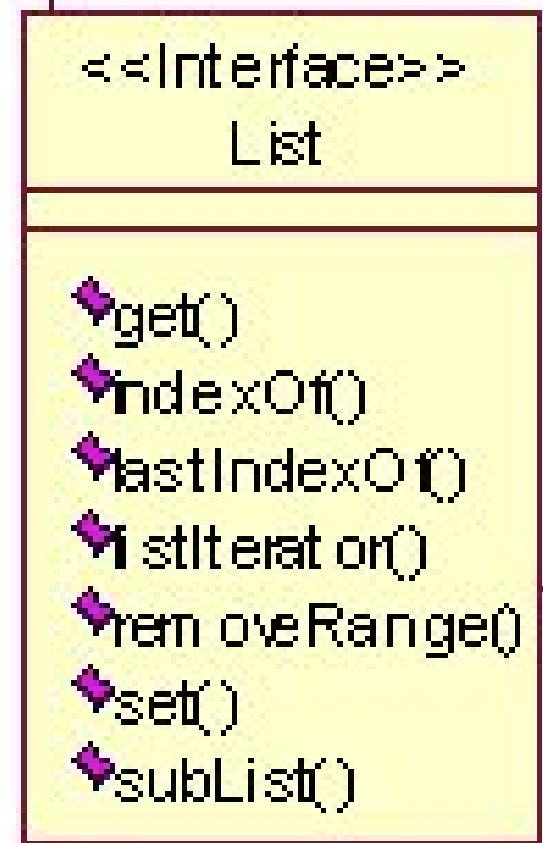 <<Interface>>
List
get()
indexOf()
lastIndexOf()
listIterator()
removeRange()
set()
subList()